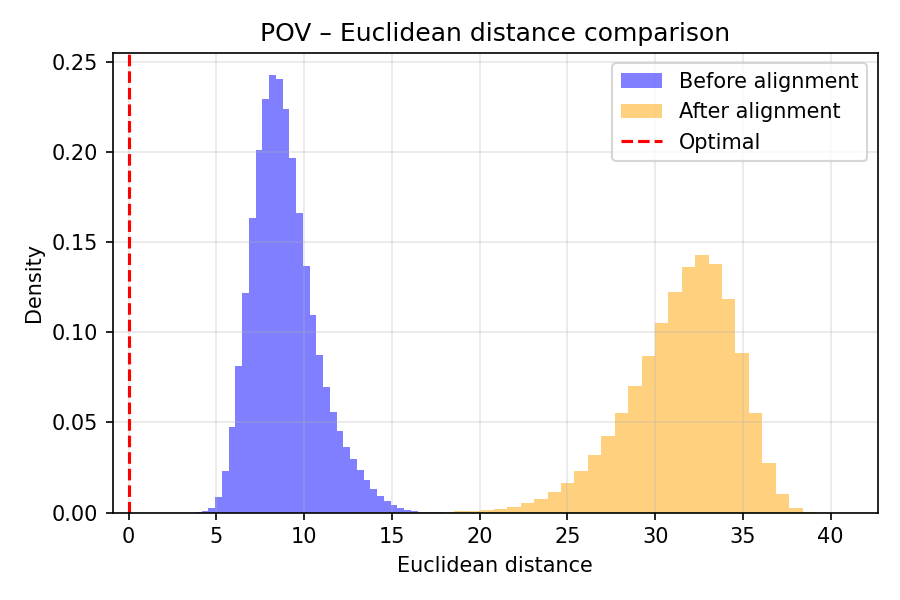 POV – Euclidean distance comparison
Before alignment
After alignment
Optimal
Density
0.25
0.20
0.15
0.10
0.05
0.00
0 5 10 15 20 25 30 35 40
Euclidean distance